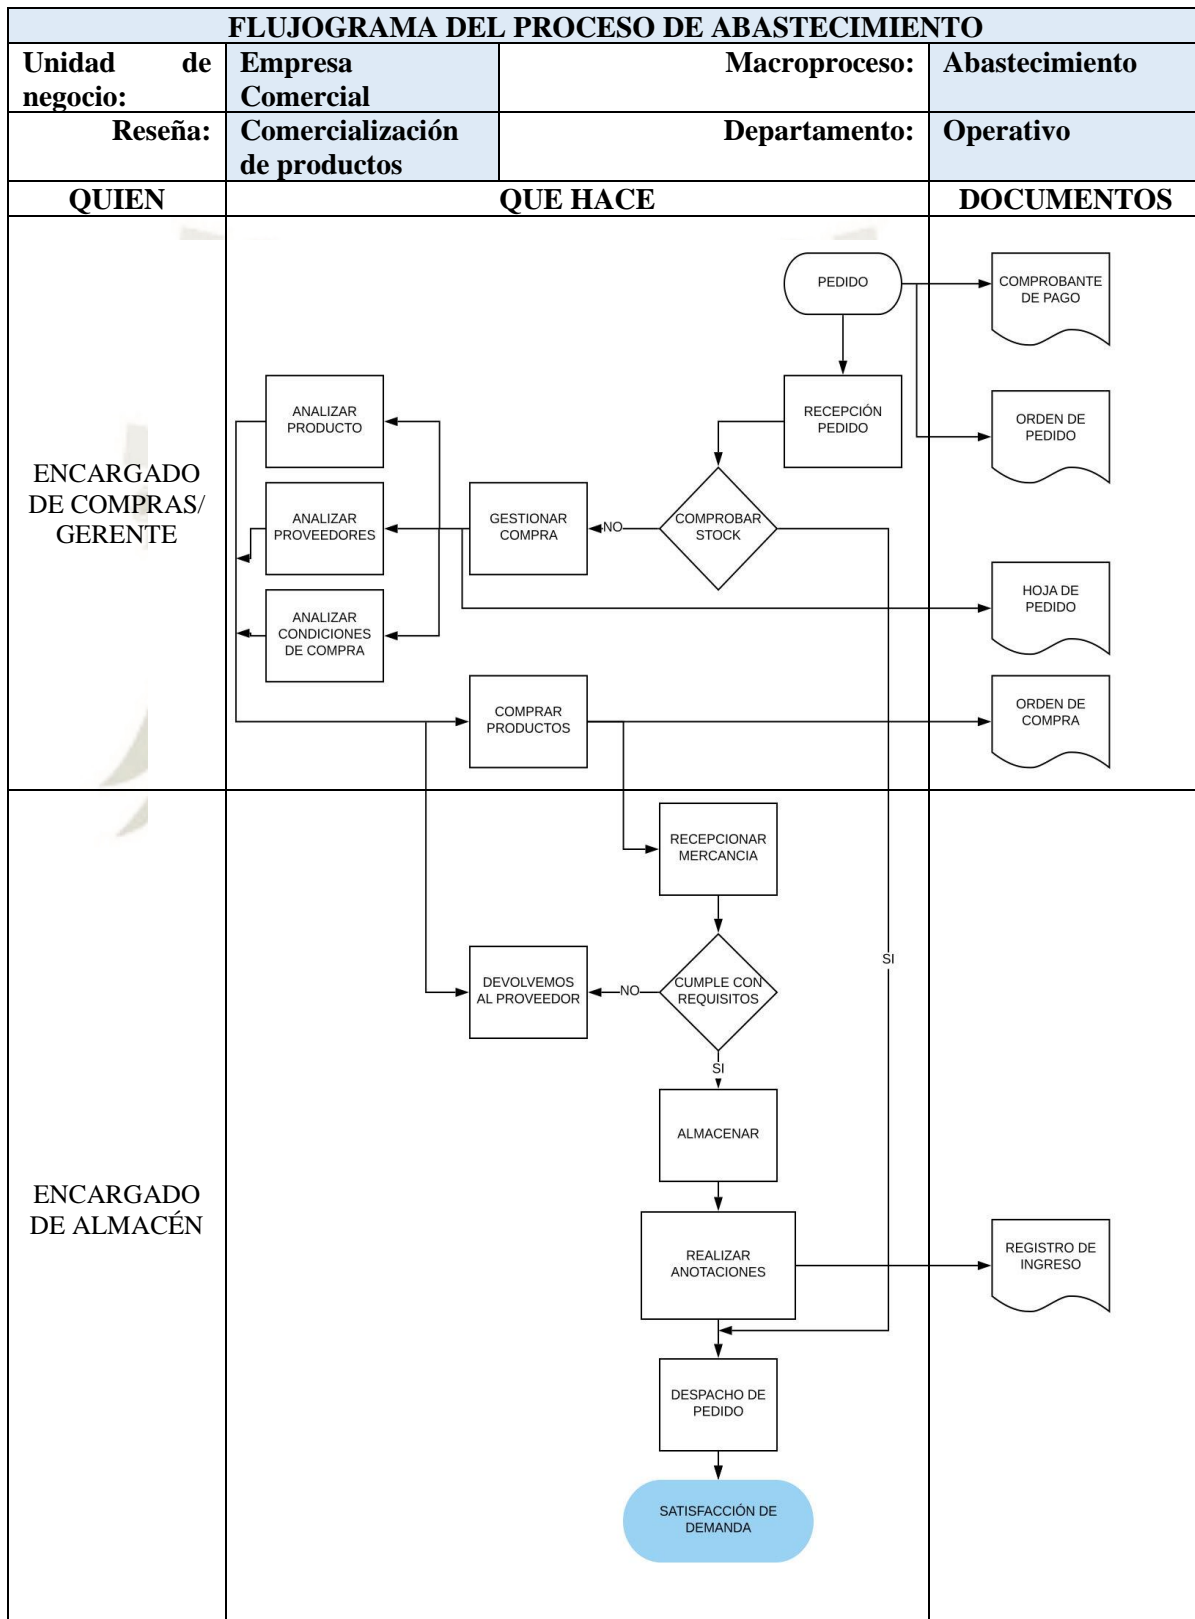 FLUJOGRAMA DEL PROCESO DE ABASTECIMIENTO
Unidad de
negocio:
Empresa
Comercial
Macroproceso:
Abastecimiento
Reseña:
Comercialización
de productos
Departamento:
Operativo
QUIEN
QUE HACE
DOCUMENTOS
ENCARGADO
DE COMPRAS/
GERENTE
PEDIDO
COMPROBANTE
DE PAGO
ANALIZAR
PRODUCTO
RECEPCIÓN
PEDIDO
ORDEN DE
PEDIDO
ANALIZAR
PROVEEDORES
GESTIONAR
COMPRA
NO
COMPROBAR
STOCK
HOJA DE
PEDIDO
ANALIZAR
CONDICIONES
DE COMPRA
COMPRAR
PRODUCTOS
ORDEN DE
COMPRA
ENCARGADO
DE ALMACÉN
RECEPCIONAR
MERCANCIA
SI
DEVOLVEMOS
AL PROVEEDOR
NO
CUMPLE CON
REQUISITOS
SI
ALMACENAR
REALIZAR
ANOTACIONES
REGISTRO DE
INGRESO
DESPACHO DE
PEDIDO
SATISFACCIÓN DE
DEMANDA